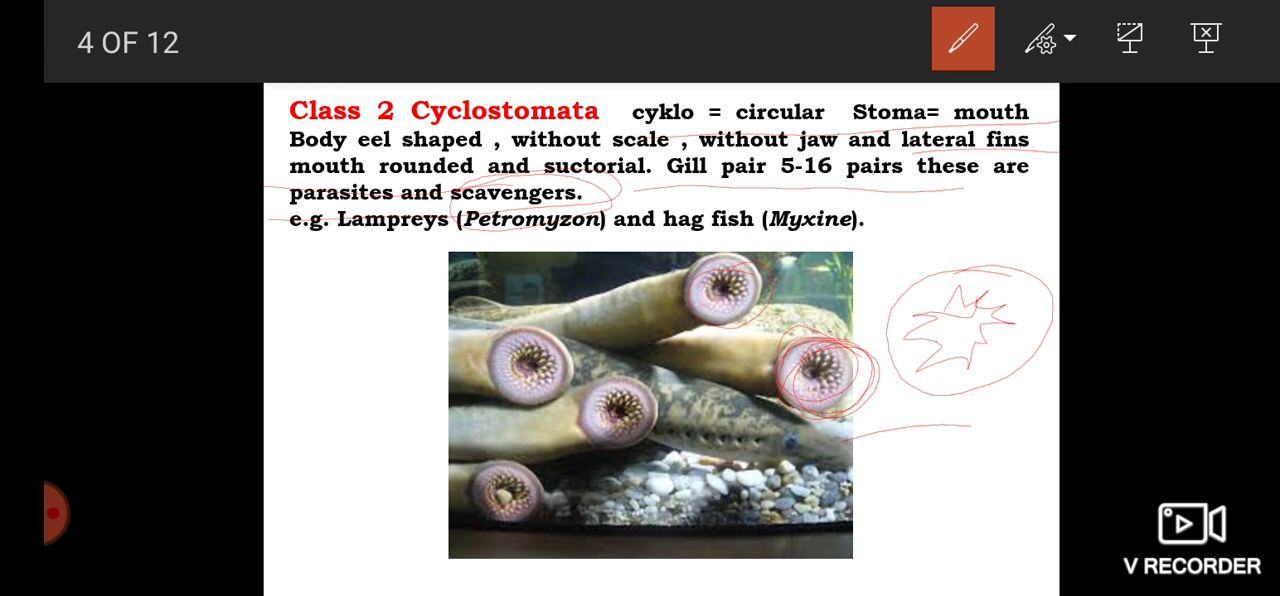 4 OF 12
Class 2 Cyclostomata cyklo = circular Stoma= mouth
Body eel shaped , without scale , without jaw and lateral fins
mouth rounded and suctorial. Gill pair 5-16 pairs these are
parasites and scavengers.
e.g. Lampreys (Petromyzon) and hag fish (Myxine).
V RECORDER